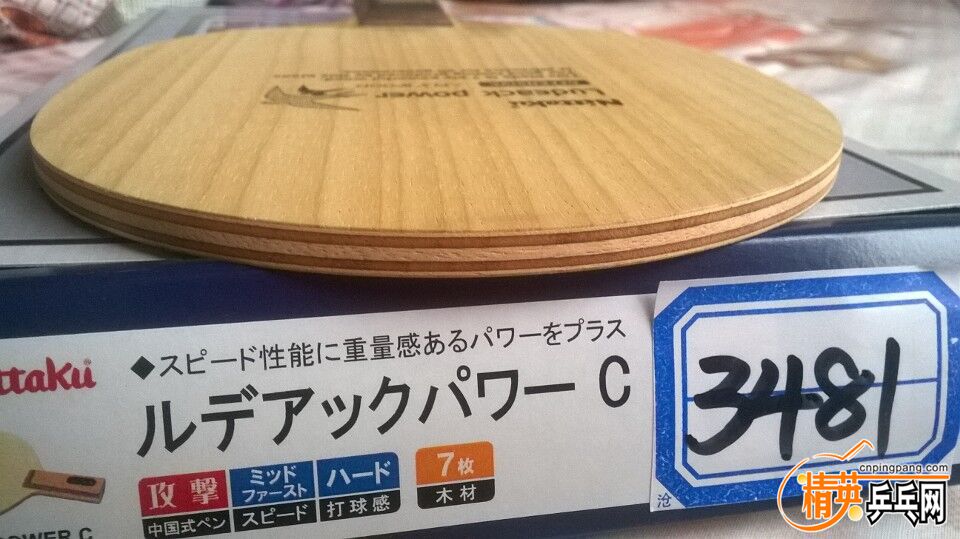 Nittaku
Ludeack power
ttaku
◆スピード性能に重量感あるパワーをプラス
ルデアックパワー C
攻撃
中国式ペン
ミッド
ファースト
スピード
ハード
打球感
7枚
木材
POWER C
3481
沧
cnpingpang.com
精英乒乓网